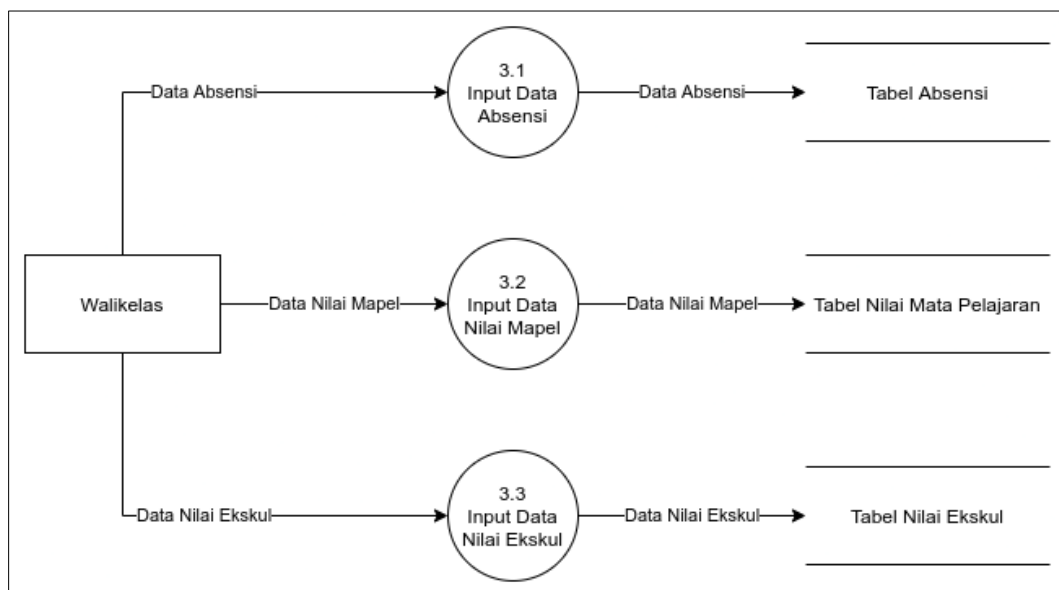 Data Absensi
3.1
Input Data
Absensi
Data Absensi
Tabel Absensi
Walikelas
Data Nilai Mapel
3.2
Input Data
Nilai Mapel
Data Nilai Mapel
Tabel Nilai Mata Pelajaran
Data Nilai Ekskul
3.3
Input Data
Nilai Ekskul
Data Nilai Ekskul
Tabel Nilai Ekskul